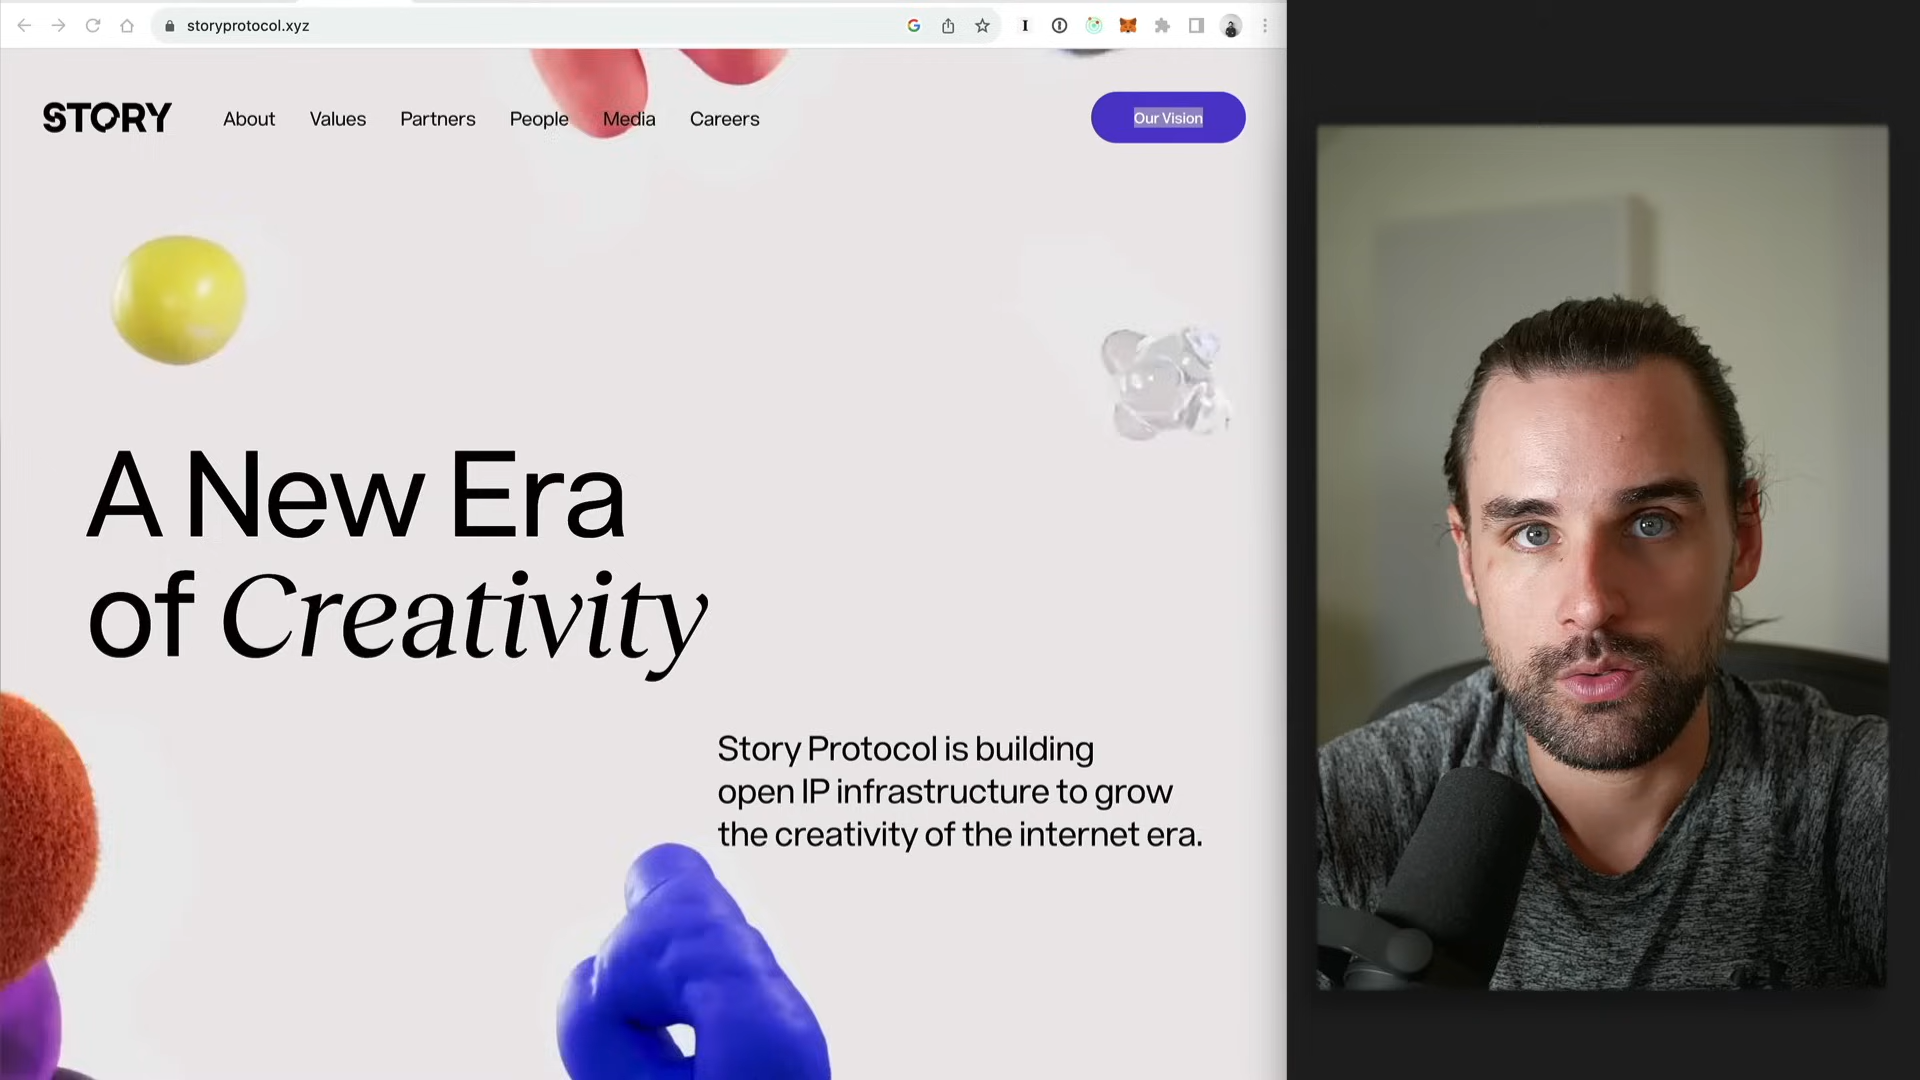 storyprotocol.xyz
STORY
About
Values
Partners
People
Media
Careers
Our Vision
A New Era
of Creativity
Story Protocol is building
open IP infrastructure to grow
the creativity of the internet era.